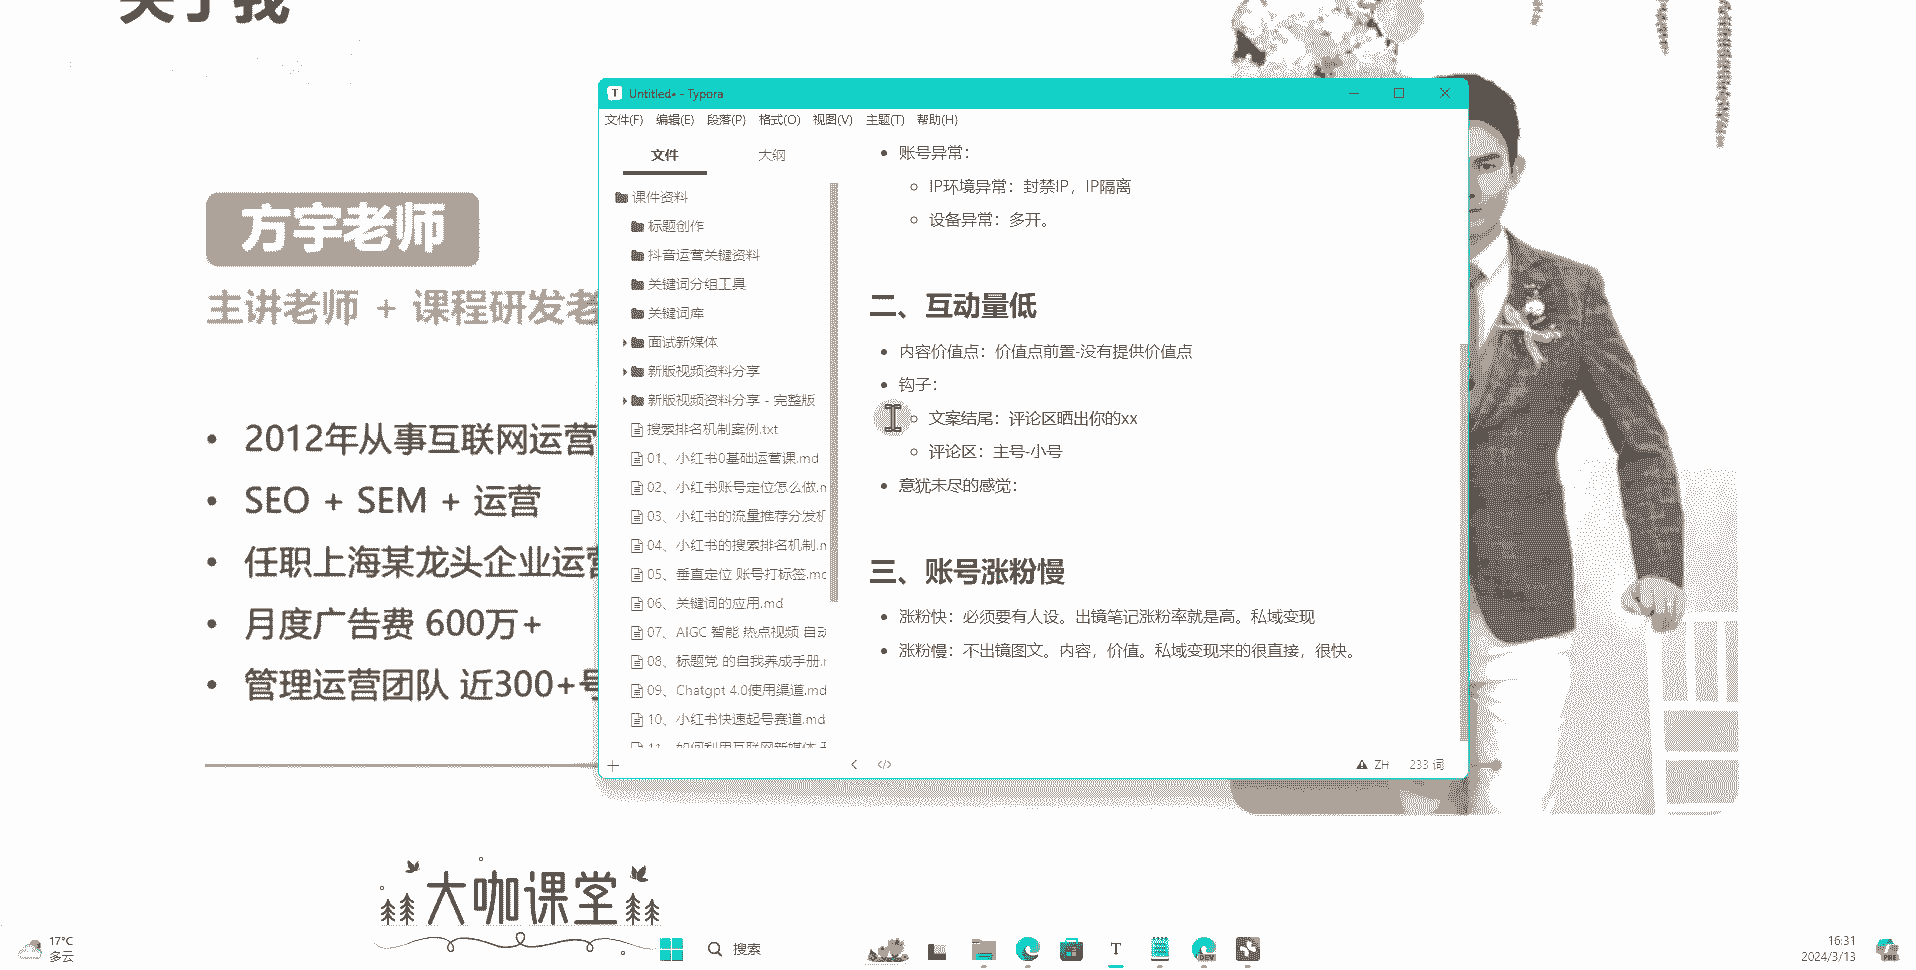 关于我
方宇老师
主讲老师 + 课程研发老
2012年从事互联网运营
SEO + SEM + 运营
任职上海某龙头企业运营
月度广告费 600万+
管理运营团队 近300+号
Untitled• - Typora
文件(F) 编辑(E) 段落(P) 格式(O) 视图(V) 主题(T) 帮助(H)
文件 大纲
课件资料
标题创作
抖音运营关键资料
关键词分组工具
关键词库
面试新媒体
新版视频资料分享
新版视频资料分享 - 完整版
搜索排名机制案例.txt
01、小红书0基础运营课.md
02、小红书账号定位怎么做.m
03、小红书的流量推荐分发机
04、小红书的搜索排名机制.m
05、垂直定位 账号打标签.md
06、关键词的应用.md
07、AIGC 智能 热点视频 自动
08、标题党 的自我养成手册.m
09、Chatgpt 4.0使用渠道.md
10、小红书快速起号赛道.md
11、如何利用互联网新媒体
账号异常：
IP环境异常：封禁IP，IP隔离
设备异常：多开。
二、互动量低
内容价值点：价值点前置-没有提供价值点
钩子：
文案结尾：评论区晒出你的xx
评论区：主号-小号
意犹未尽的感觉：
三、账号涨粉慢
涨粉快：必须要有人设。出镜笔记涨粉率就是高。私域变现
涨粉慢：不出镜图文。内容，价值。私域变现来的很直接，很快。
ZH 233 词
大咖课堂
17°C
多云
搜索
T
DEV
16:31
2024/3/13
PRE